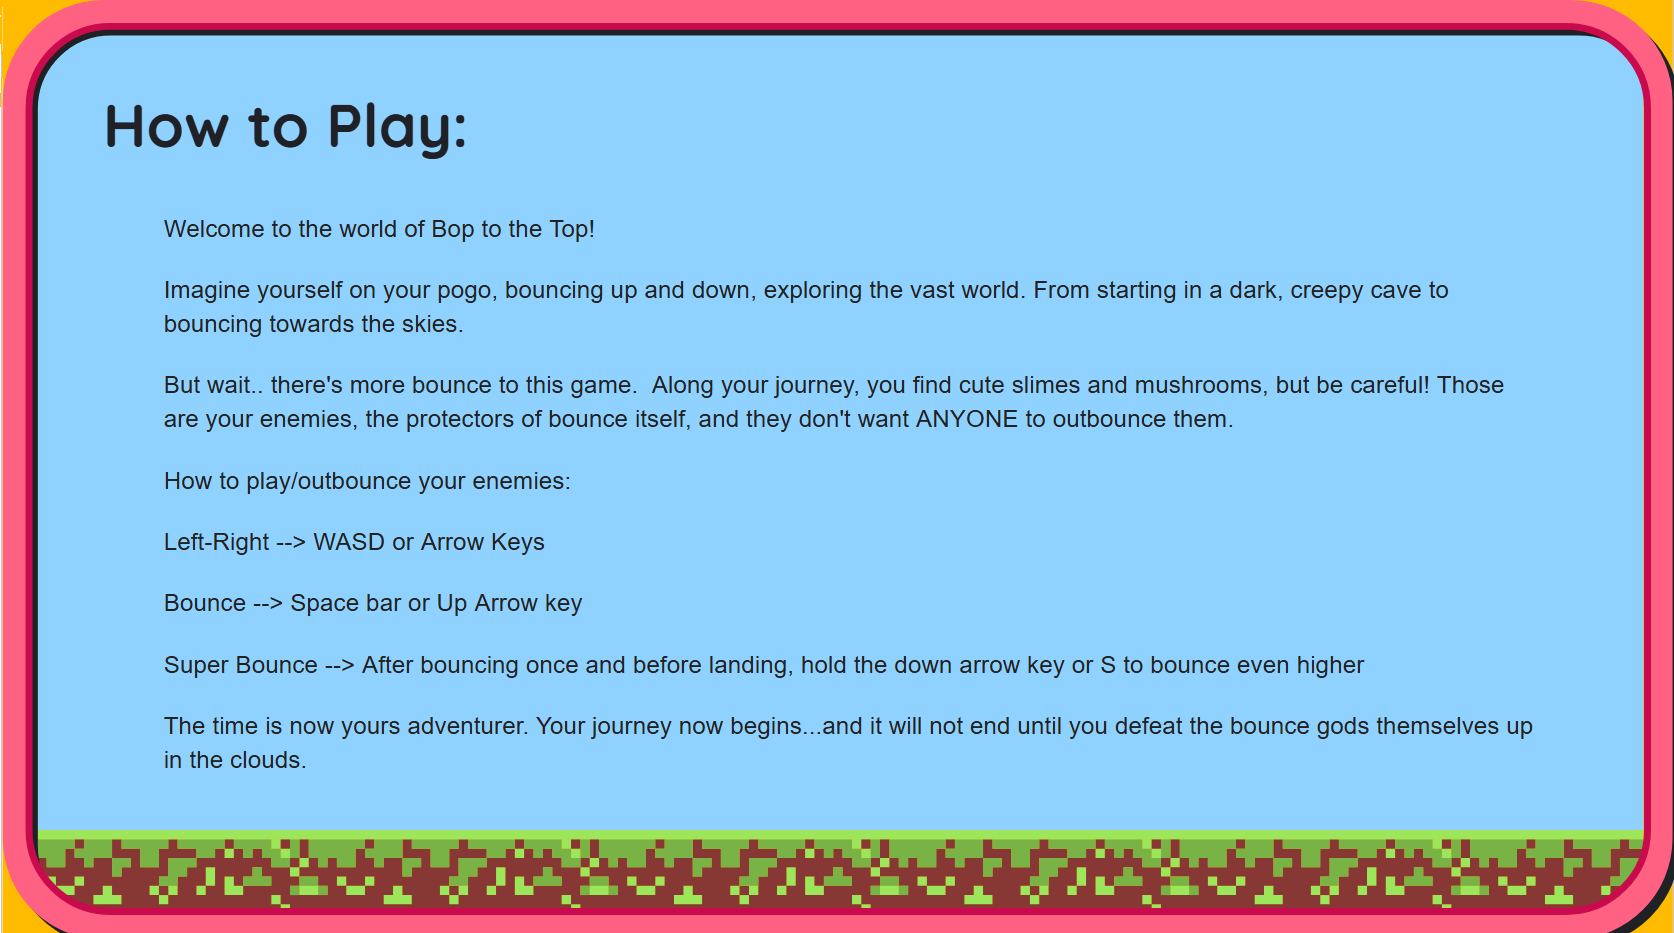 How to Play:
Welcome to the world of Bop to the Top!
Imagine yourself on your pogo, bouncing up and down, exploring the vast world. From starting in a dark, creepy cave to
bouncing towards the skies.
But wait.. there's more bounce to this game.  Along your journey, you find cute slimes and mushrooms, but be careful! Those
are your enemies, the protectors of bounce itself, and they don't want ANYONE to outbounce them.
How to play/outbounce your enemies:
Left-Right --> WASD or Arrow Keys
Bounce --> Space bar or Up Arrow key
Super Bounce --> After bouncing once and before landing, hold the down arrow key or S to bounce even higher
The time is now yours adventurer. Your journey now begins...and it will not end until you defeat the bounce gods themselves up
in the clouds.